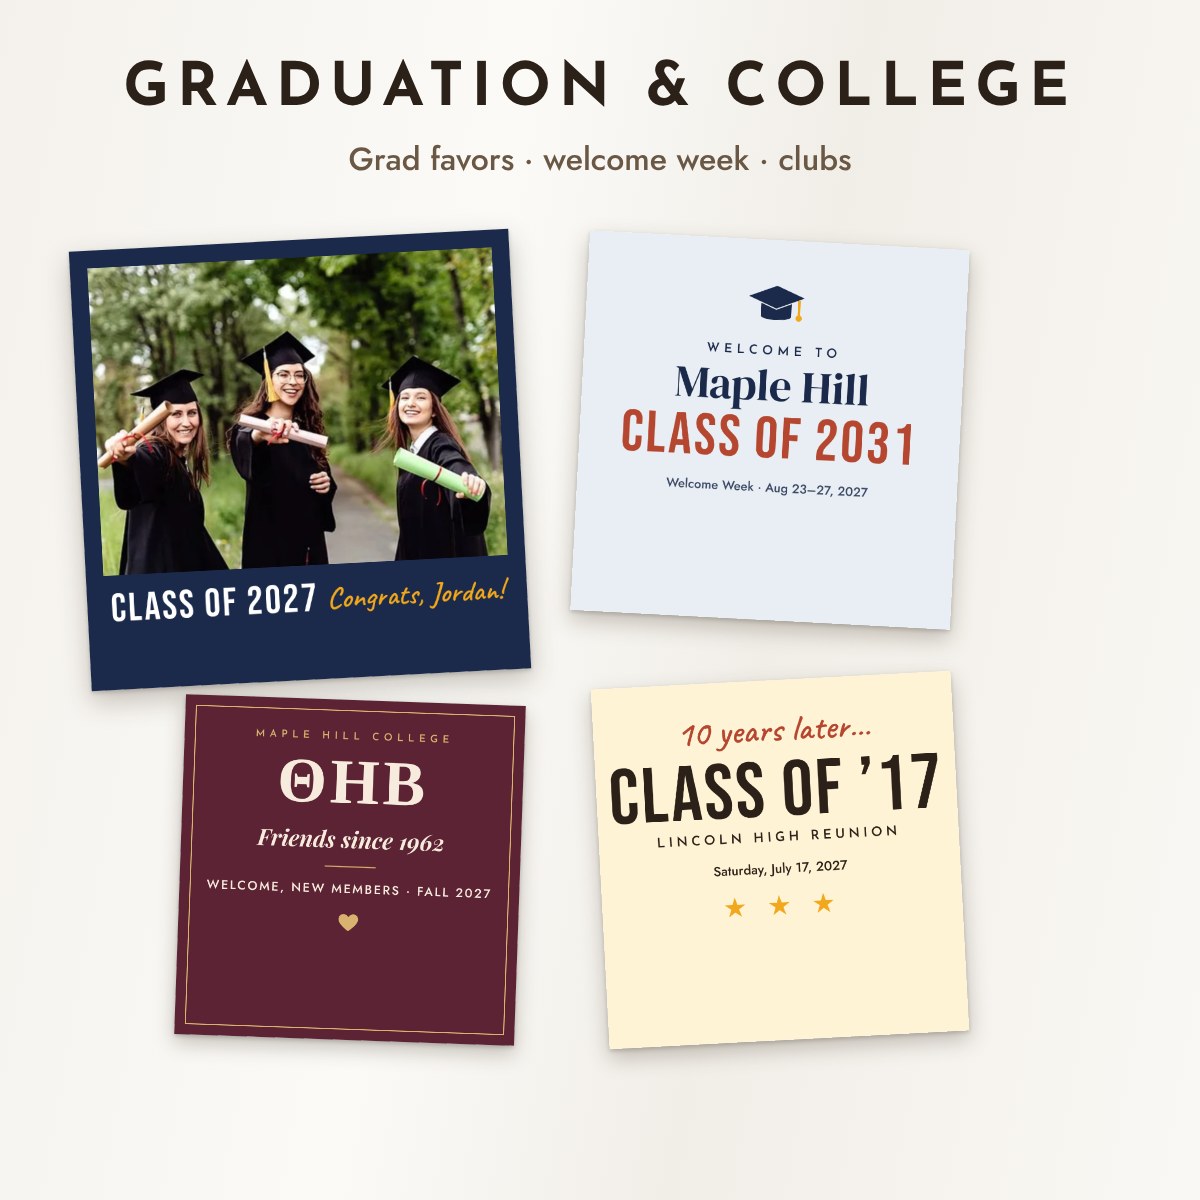 GRADUATION & COLLEGE
Grad favors · welcome week · clubs
CLASS OF 2027 Congrats, Jordan!
WELCOME TO
Maple Hill
CLASS OF 2031
Welcome Week · Aug 23–27, 2027
MAPLE HILL COLLEGE
ΘΗΒ
Friends since 1962
WELCOME, NEW MEMBERS · FALL 2027
10 years later...
CLASS OF ’17
LINCOLN HIGH REUNION
Saturday, July 17, 2027